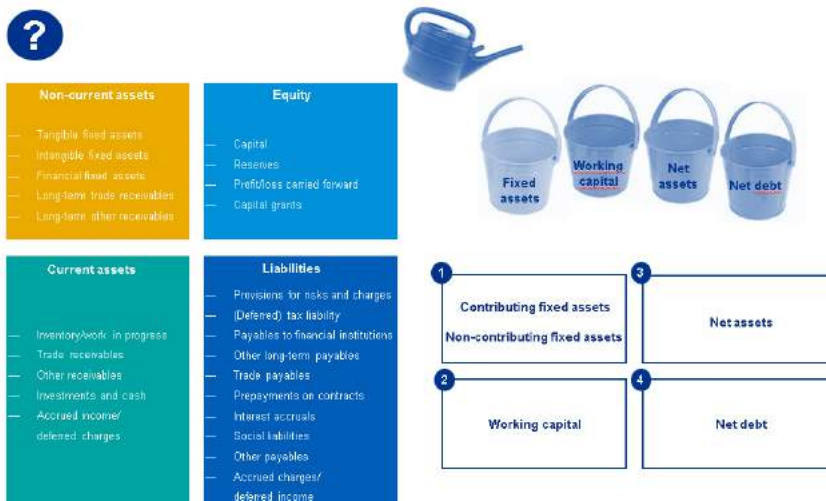 ?
Non-current assets
— Tangible fixed assets
— Intangible fixed assets
— Financial fixed assets
— Long-term trade receivables
— Long-term other receivables
Equity
— Capital
— Reserves
— Profit/loss carried forward
— Capital grants
Current assets
— Inventory/work in progress
— Trade receivables
— Other receivables
— Investments and cash
— Accrued income/
deferred charges
Liabilities
— Provisions for risks and charges
— (Deferred) tax liability
— Payables to financial institutions
— Other long-term payables
— Trade payables
— Prepayments on contracts
— Interest accruals
— Social liabilities
— Other payables
— Accrued charges/
deferred income
Fixed
assets
Working
capital
Net
assets
Net debt
1
Contributing fixed assets
Non-contributing fixed assets
3
Net assets
2
Working capital
4
Net debt